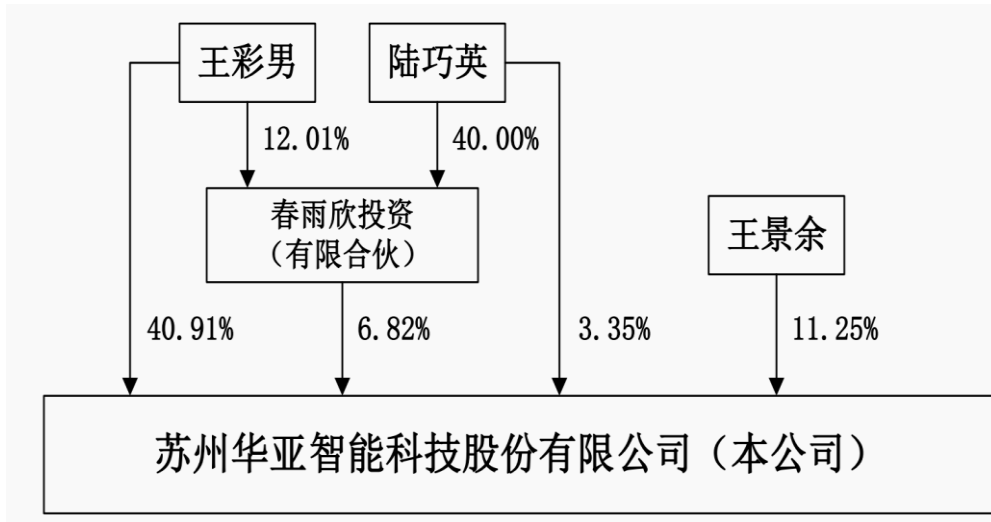 王彩男
陆巧英
12.01%
40.00%
春雨欣投资
（有限合伙）
王景余
40.91%
6.82%
3.35%
11.25%
苏州华亚智能科技股份有限公司（本公司）